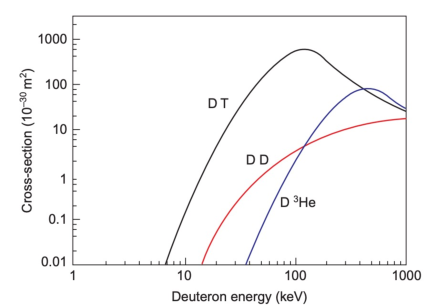 Cross-section (10⁻³⁰ m²)
1000
100
10
1
0.1
0.01
D T
D D
D ³He
1
10
100
1000
Deuteron energy (keV)